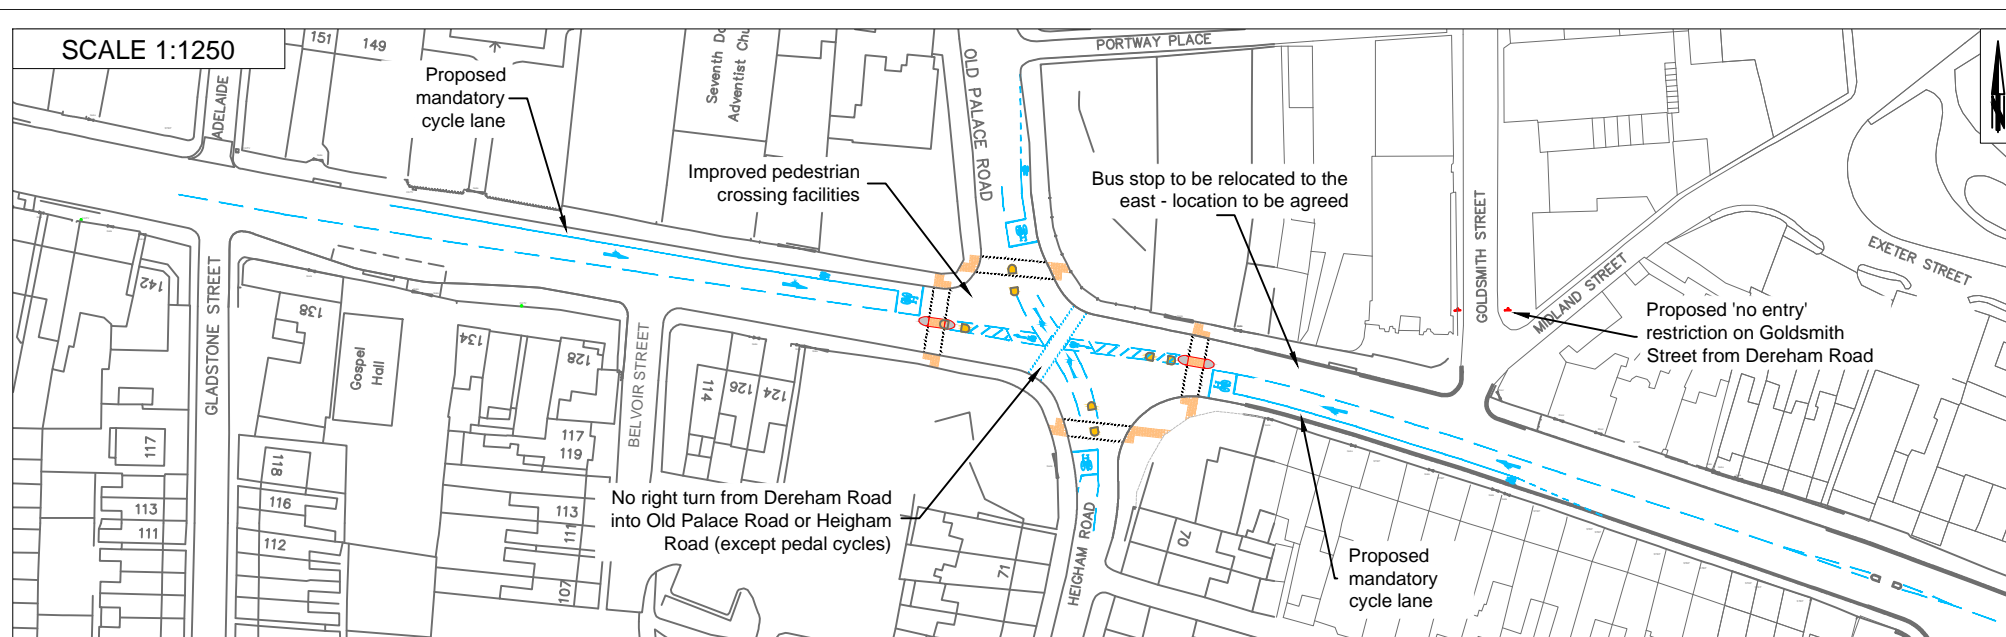 SCALE 1:1250
151
149
ADELAIDE
Proposed
mandatory
cycle lane
Seventh Da
Adventist Chu
OLD PALACE ROAD
PORTWAY PLACE
Improved pedestrian
crossing facilities
Bus stop to be relocated to the
east - location to be agreed
GOLDSMITH STREET
MIDLAND STREET
EXETER STREET
Proposed 'no entry'
restriction on Goldsmith
Street from Dereham Road
N
142
GLADSTONE STREET
138
Gospel
Hall
134
128
BELVOIR STREET
114
126
124
117
118
117
119
116
113
111
112
113
111
107
No right turn from Dereham Road
into Old Palace Road or Heigham
Road (except pedal cycles)
71
HEIGHAM ROAD
70
Proposed
mandatory
cycle lane